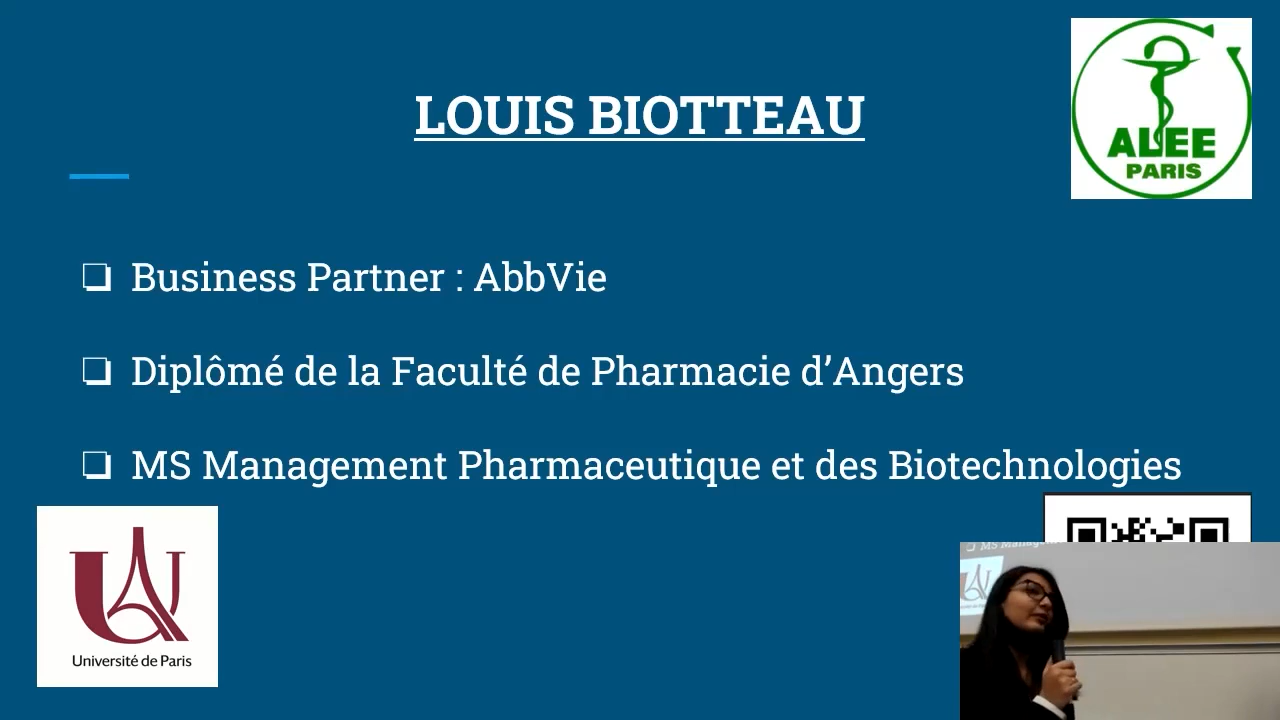 LOUIS BIOTTEAU
ALEE
PARIS
❏ Business Partner : AbbVie
❏ Diplômé de la Faculté de Pharmacie d’Angers
❏ MS Management Pharmaceutique et des Biotechnologies
Université de Paris